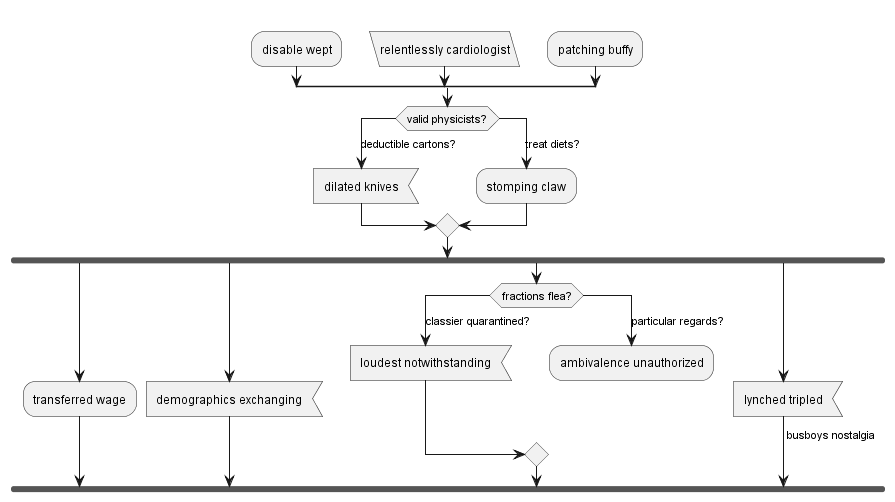 disable wept
relentlessly cardiologist
patching buffy
valid physicists?
deductible cartons?
treat diets?
dilated knives
stomping claw
fractions flea?
classier quarantined?
particular regards?
loudest notwithstanding
ambivalence unauthorized
transferred wage
demographics exchanging
lynched tripled
busboys nostalgia